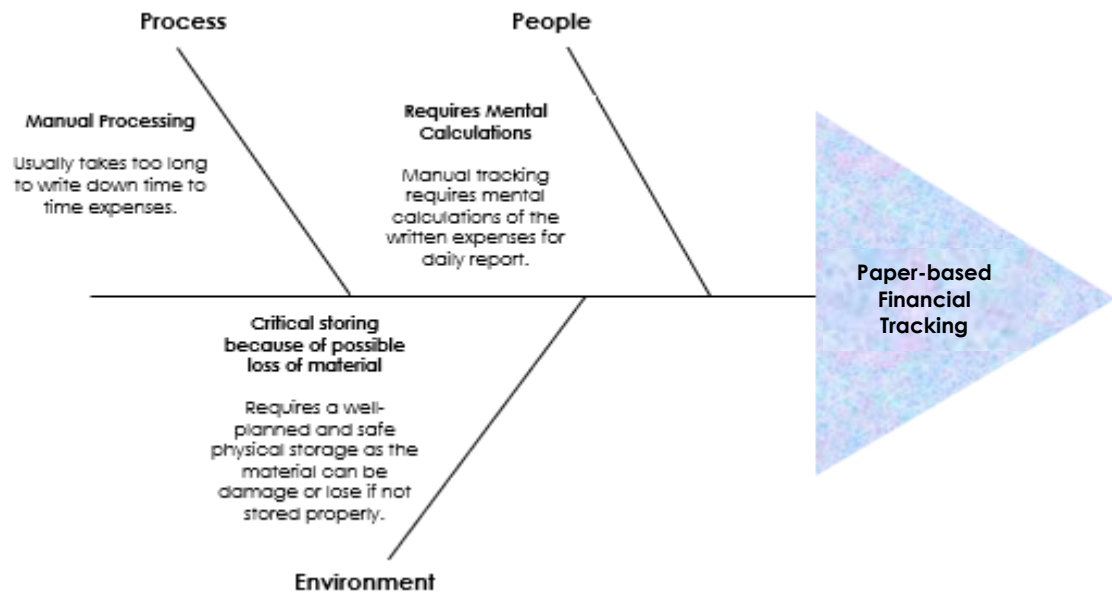 Process
People
Manual Processing
Usually takes too long
to write down time to
time expenses.
Requires Mental
Calculations
Manual tracking
requires mental
calculations of the
written expenses for
daily report.
Paper-based
Financial
Tracking
Critical storing
because of possible
loss of material
Requires a well-
planned and safe
physical storage as the
material can be
damage or lose if not
stored properly.
Environment